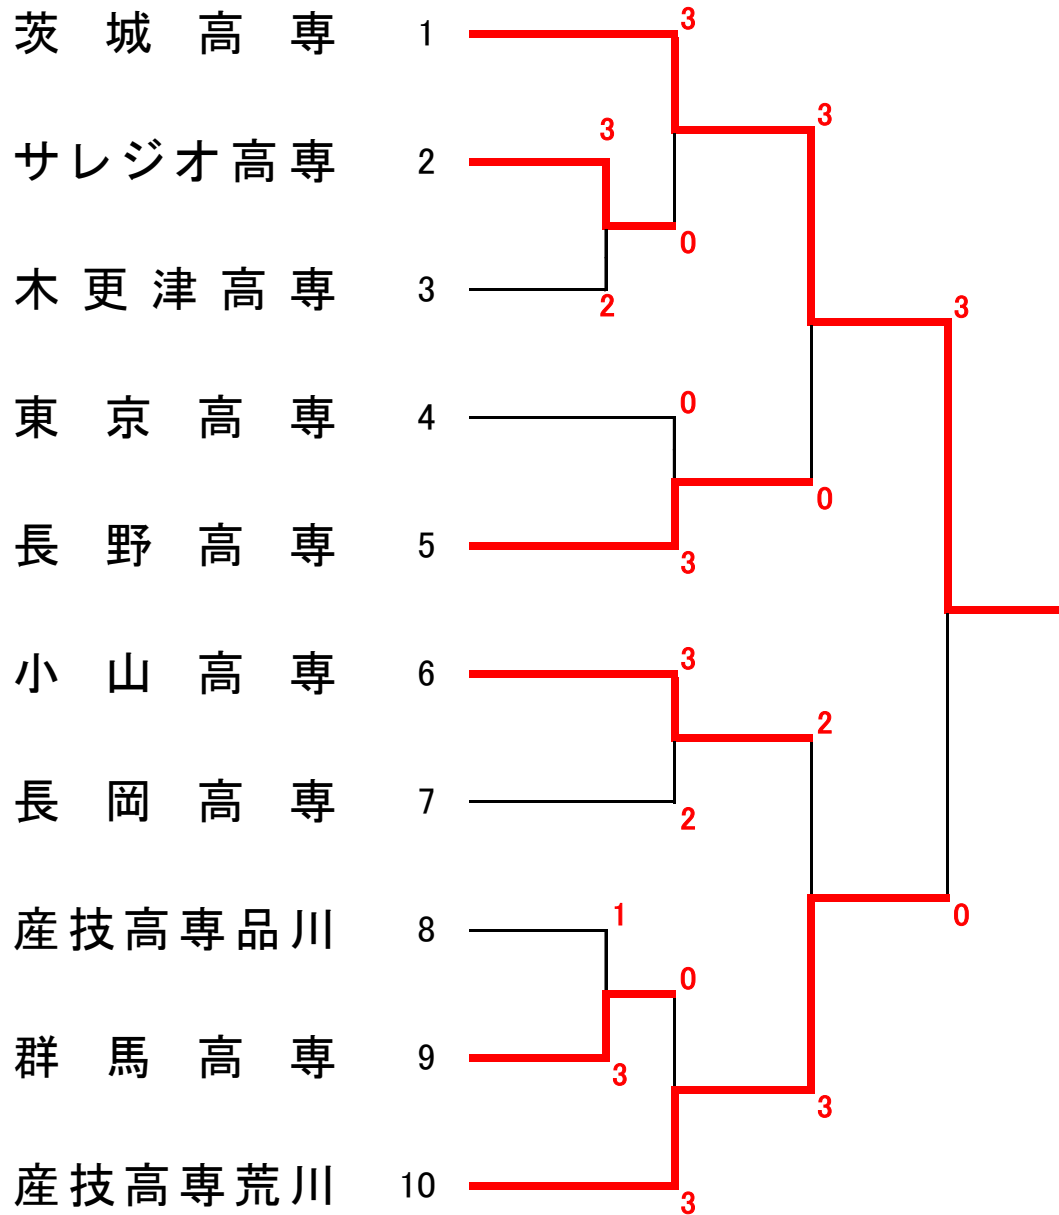 茨城高専 1 3
3
サレジオ高専 2 3
0
木更津高専 3 2
3
東京高専 4 0
0
長野高専 5 3
小山高専 6 3
2
長岡高専 7 2
産技高専品川 8 1
0
0
群馬高専 9 3
3
産技高専荒川 10 3